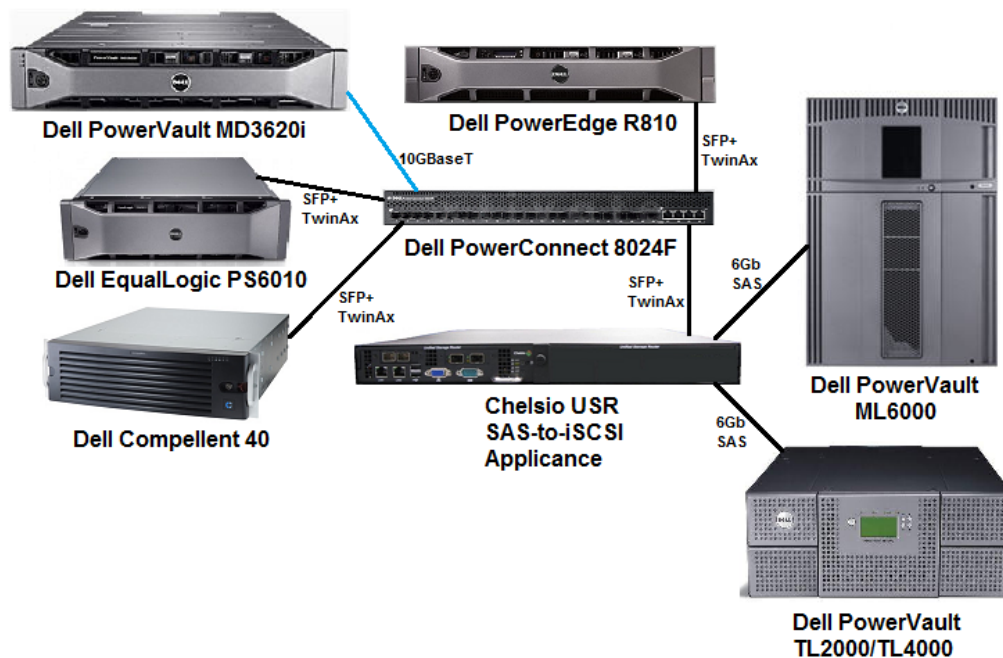 Dell PowerVault MD3620i
Dell PowerEdge R810
SFP+
TwinAx
10GBaseT
SFP+
TwinAx
Dell EqualLogic PS6010
Dell PowerConnect 8024F
SFP+
TwinAx
SFP+
TwinAx
6Gb
SAS
Dell Compellent 40
Chelsio USR
SAS-to-iSCSI
Applicance
Dell PowerVault
ML6000
6Gb
SAS
DELL
Dell PowerVault
TL2000/TL4000